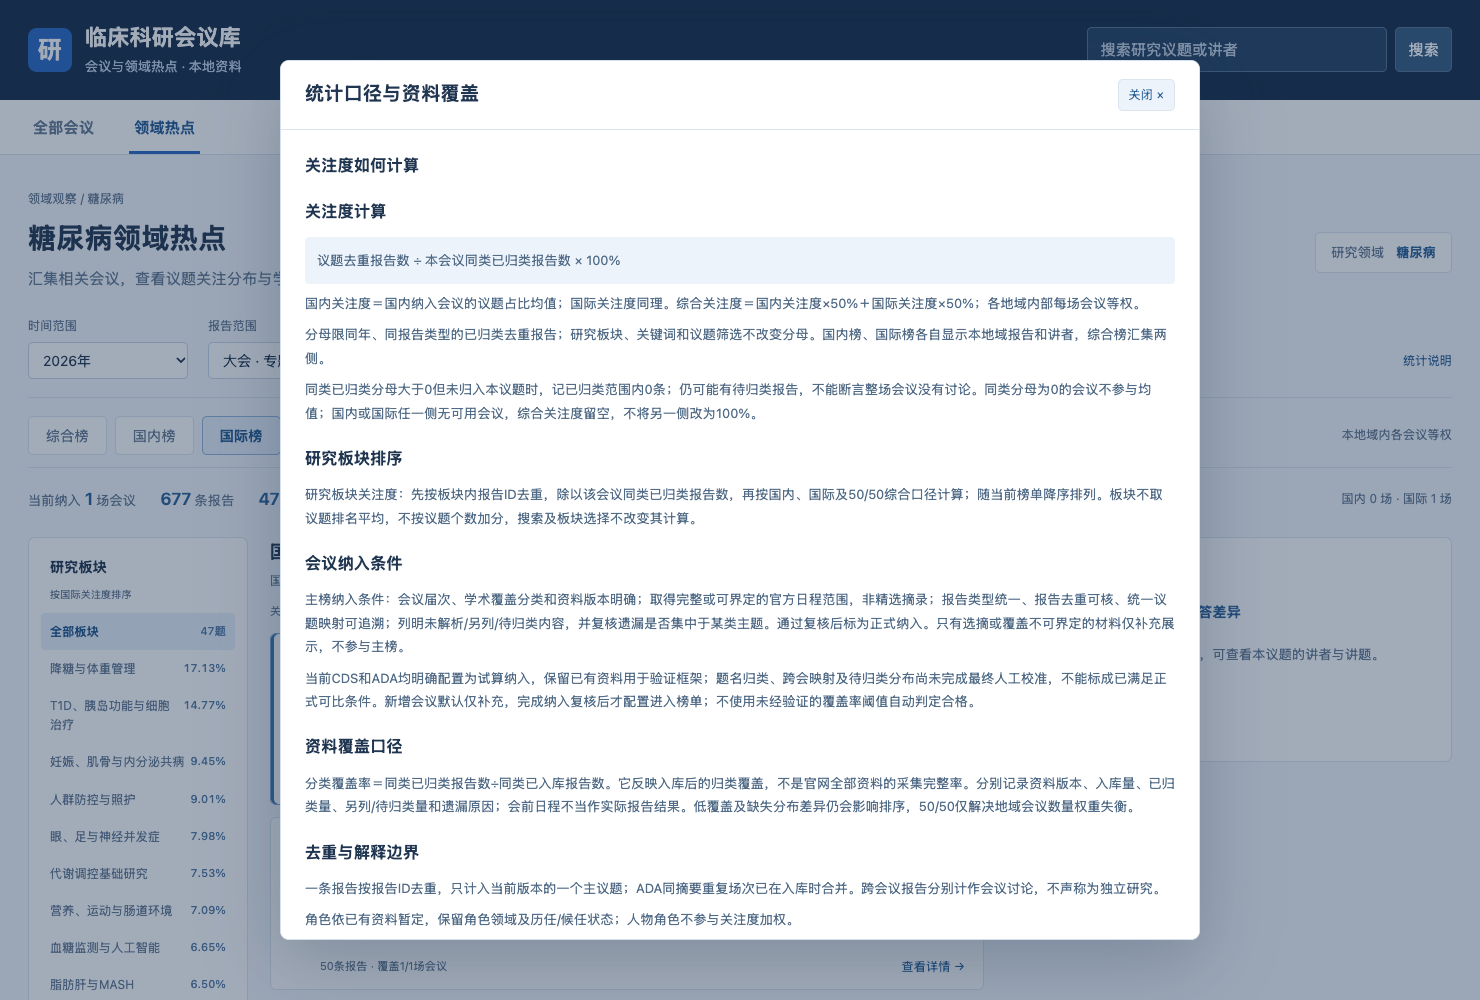 研
临床科研会议库
会议与领域热点 · 本地资料
搜索研究议题或讲者
搜索
全部会议
领域热点
领域观察 / 糖尿病
糖尿病领域热点
汇集相关会议，查看议题关注分布与学
研究领域 糖尿病
时间范围
报告范围
2026年
大会 · 专
统计说明
综合榜
国内榜
国际榜
本地域内各会议等权
当前纳入 1 场会议
677 条报告
47
国内 0 场 · 国际 1 场
研究板块
按国际关注度排序
全部板块 47题
降糖与体重管理 17.13%
T1D、胰岛功能与细胞治疗 14.77%
妊娠、肌骨与内分泌共病 9.45%
人群防控与照护 9.01%
眼、足与神经并发症 7.98%
代谢调控基础研究 7.53%
营养、运动与肠道环境 7.09%
血糖监测与人工智能 6.65%
脂肪肝与MASH 6.50%
答差异
，可查看本议题的讲者与讲题。
50条报告 · 覆盖1/1场会议
查看详情 →
统计口径与资料覆盖
关闭 ×
关注度如何计算
关注度计算
议题去重报告数 ÷ 本会议同类已归类报告数 × 100%
国内关注度＝国内纳入会议的议题占比均值；国际关注度同理。综合关注度＝国内关注度×50%＋国际关注度×50%；各地域内部每场会议等权。
分母限同年、同报告类型的已归类去重报告；研究板块、关键词和议题筛选不改变分母。国内榜、国际榜各自显示本地域报告和讲者，综合榜汇集两
侧。
同类已归类分母大于0但未归入本议题时，记已归类范围内0条；仍可能有待归类报告，不能断言整场会议没有讨论。同类分母为0的会议不参与均
值；国内或国际任一侧无可用会议，综合关注度留空，不将另一侧改为100%。
研究板块排序
研究板块关注度：先按板块内报告ID去重，除以该会议同类已归类报告数，再按国内、国际及50/50综合口径计算；随当前榜单降序排列。板块不取
议题排名平均，不按议题个数加分，搜索及板块选择不改变其计算。
会议纳入条件
主榜纳入条件：会议届次、学术覆盖分类和资料版本明确；取得完整或可界定的官方日程范围，非精选摘录；报告类型统一、报告去重可核、统一议
题映射可追溯；列明未解析/另列/待归类内容，并复核遗漏是否集中于某类主题。通过复核后标为正式纳入。只有选摘或覆盖不可界定的材料仅补充展
示，不参与主榜。
当前CDS和ADA均明确配置为试算纳入，保留已有资料用于验证框架；题名归类、跨会映射及待归类分布尚未完成最终人工校准，不能标成已满足正
式可比条件。新增会议默认仅补充，完成纳入复核后才配置进入榜单；不使用未经验证的覆盖率阈值自动判定合格。
资料覆盖口径
分类覆盖率＝同类已归类报告数÷同类已入库报告数。它反映入库后的归类覆盖，不是官网全部资料的采集完整率。分别记录资料版本、入库量、已归
类量、另列/待归类量和遗漏原因；会前日程不当作实际报告结果。低覆盖及缺失分布差异仍会影响排序，50/50仅解决地域会议数量权重失衡。
去重与解释边界
一条报告按报告ID去重，只计入当前版本的一个主议题；ADA同摘要重复场次已在入库时合并。跨会议报告分别计作会议讨论，不声称为独立研究。
角色依已有资料暂定，保留角色领域及历任/候任状态；人物角色不参与关注度加权。